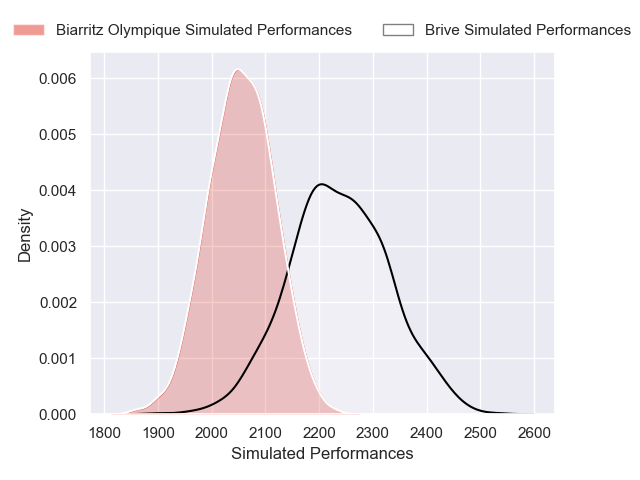 Biarritz Olympique Simulated Performances
Brive Simulated Performances
0.006
0.005
0.004
0.003
0.002
0.001
0.000
Density
1800 1900 2000 2100 2200 2300 2400 2500 2600
Simulated Performances